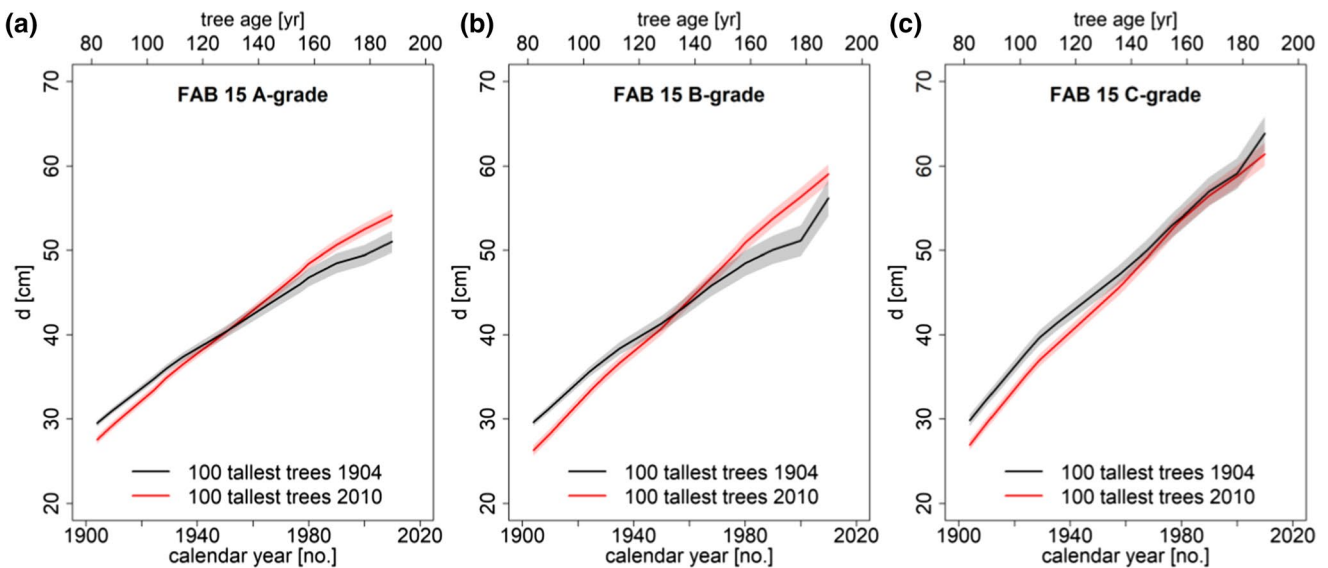 (a)
tree age [yr]
80 100 120 140 160 180 200
FAB 15 A-grade
d [cm]
70
60
50
40
30
20
100 tallest trees 1904
100 tallest trees 2010
1900 1940 1980 2020
calendar year [no.]
(b)
tree age [yr]
80 100 120 140 160 180 200
FAB 15 B-grade
d [cm]
70
60
50
40
30
20
100 tallest trees 1904
100 tallest trees 2010
1900 1940 1980 2020
calendar year [no.]
(c)
tree age [yr]
80 100 120 140 160 180 200
FAB 15 C-grade
d [cm]
70
60
50
40
30
20
100 tallest trees 1904
100 tallest trees 2010
1900 1940 1980 2020
calendar year [no.]